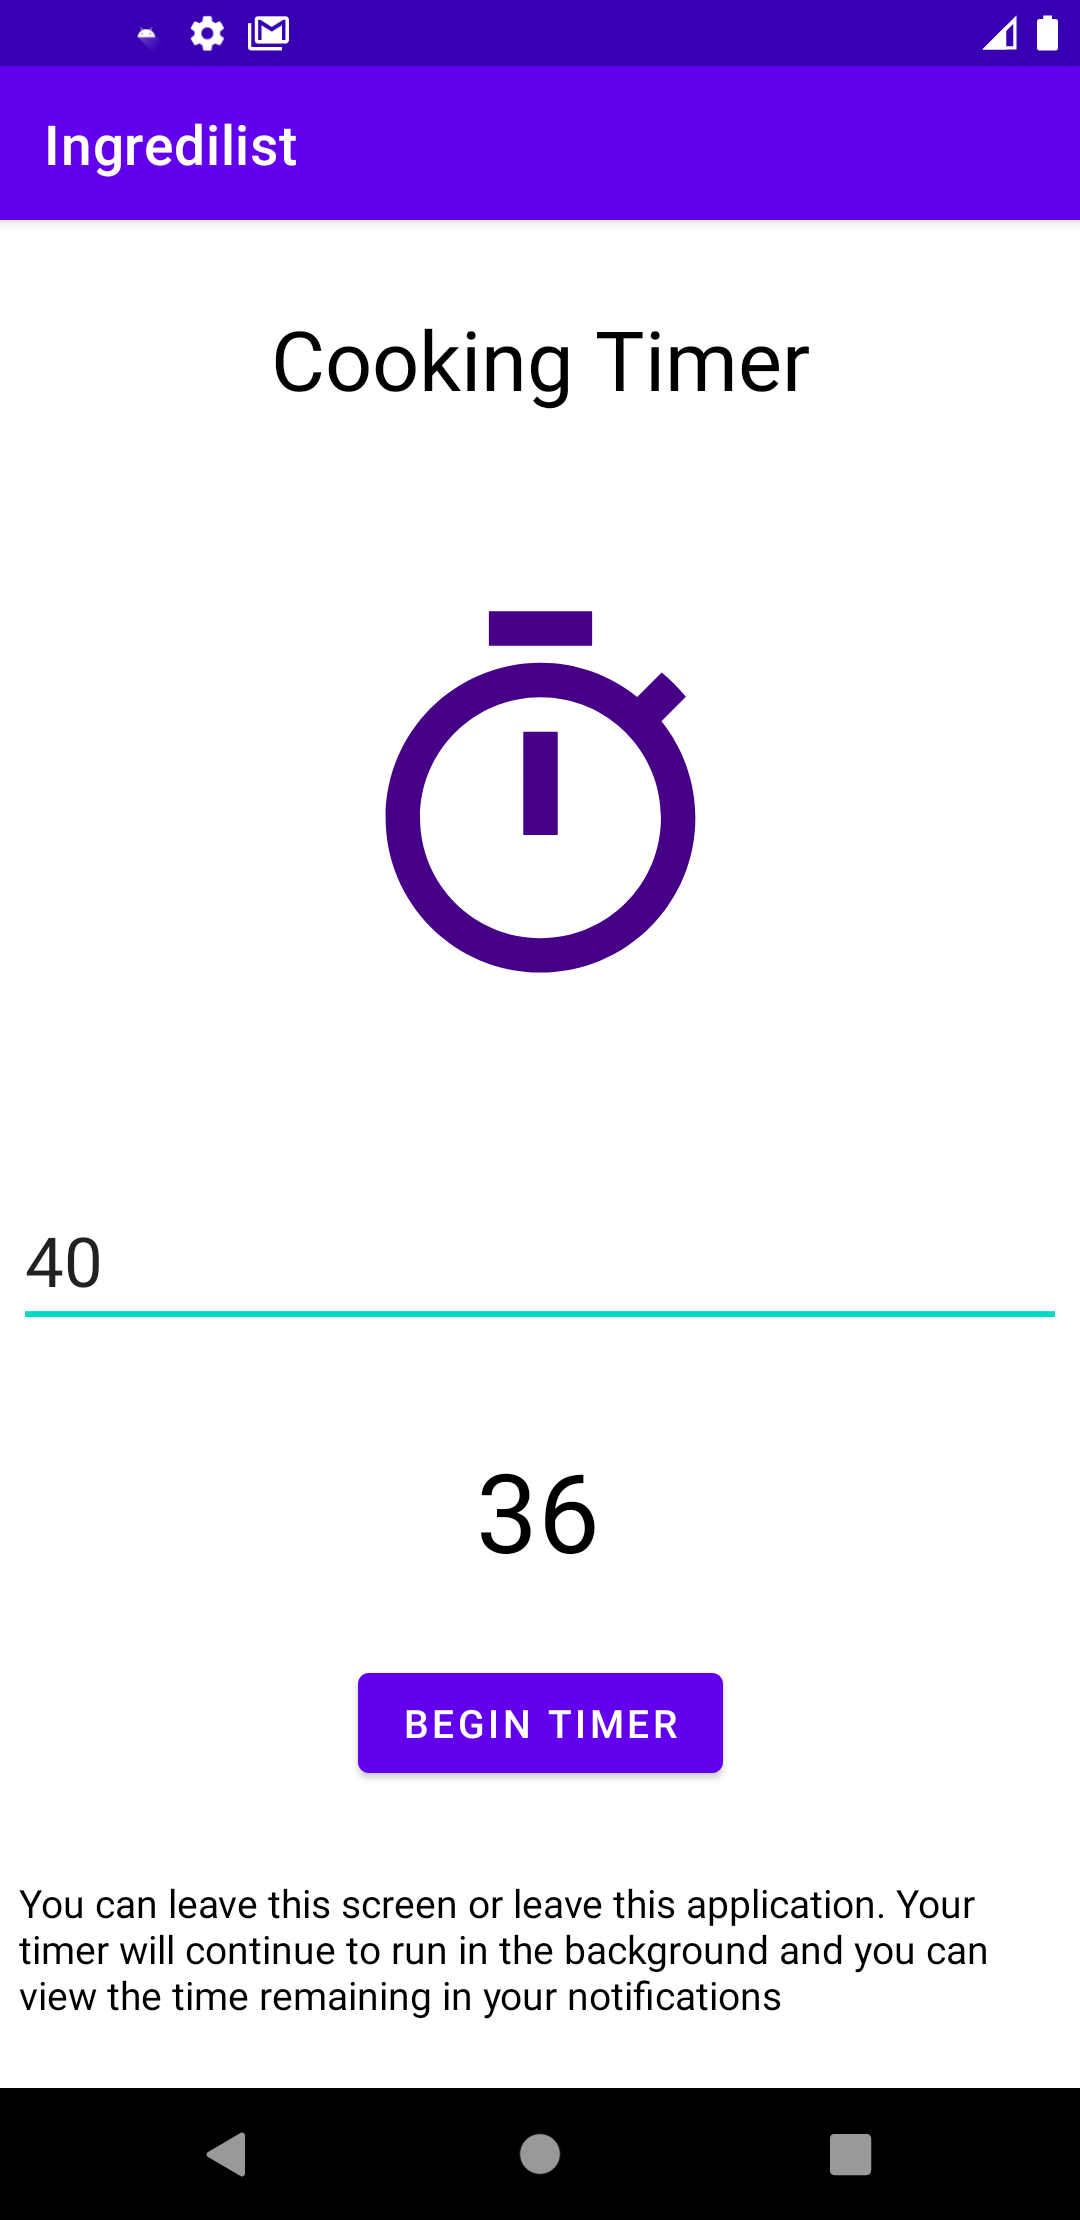 Ingredilist
Cooking Timer
40
36
BEGIN TIMER
You can leave this screen or leave this application. Your
timer will continue to run in the background and you can
view the time remaining in your notifications